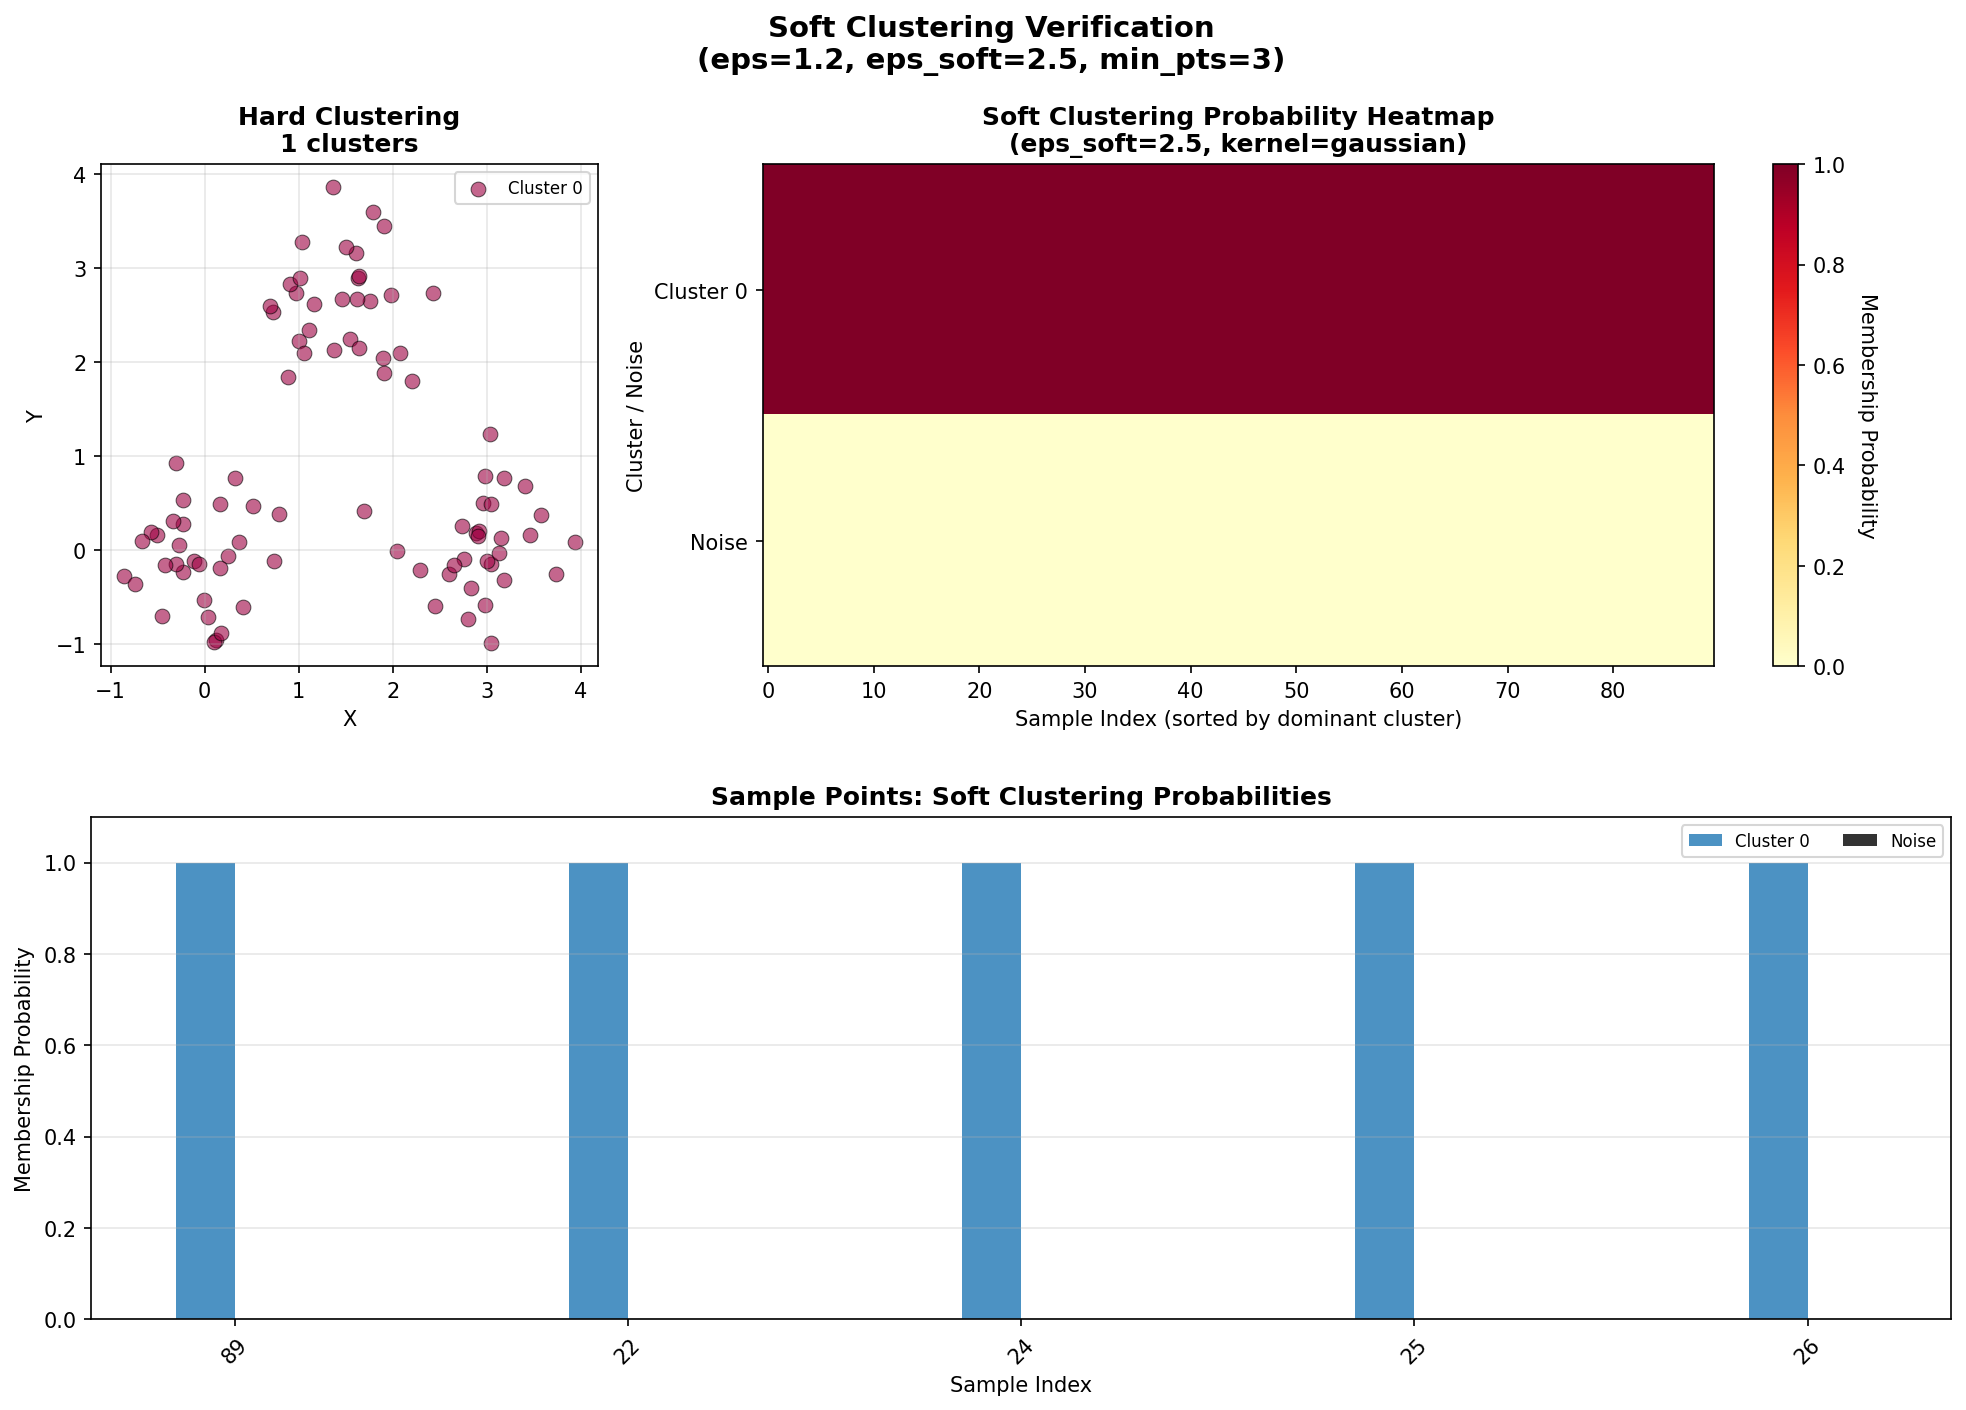 Soft Clustering Verification
(eps=1.2, eps_soft=2.5, min_pts=3)
Hard Clustering
1 clusters
Cluster 0
4
3
2
1
0
−1
Y
−1 0 1 2 3 4
X
Soft Clustering Probability Heatmap
(eps_soft=2.5, kernel=gaussian)
Cluster / Noise
Cluster 0
Noise
0 10 20 30 40 50 60 70 80
Sample Index (sorted by dominant cluster)
1.0
0.8
0.6
0.4
0.2
0.0
Membership Probability
Sample Points: Soft Clustering Probabilities
Cluster 0 Noise
1.0
0.8
0.6
0.4
0.2
0.0
Membership Probability
89 22 24 25 26
Sample Index